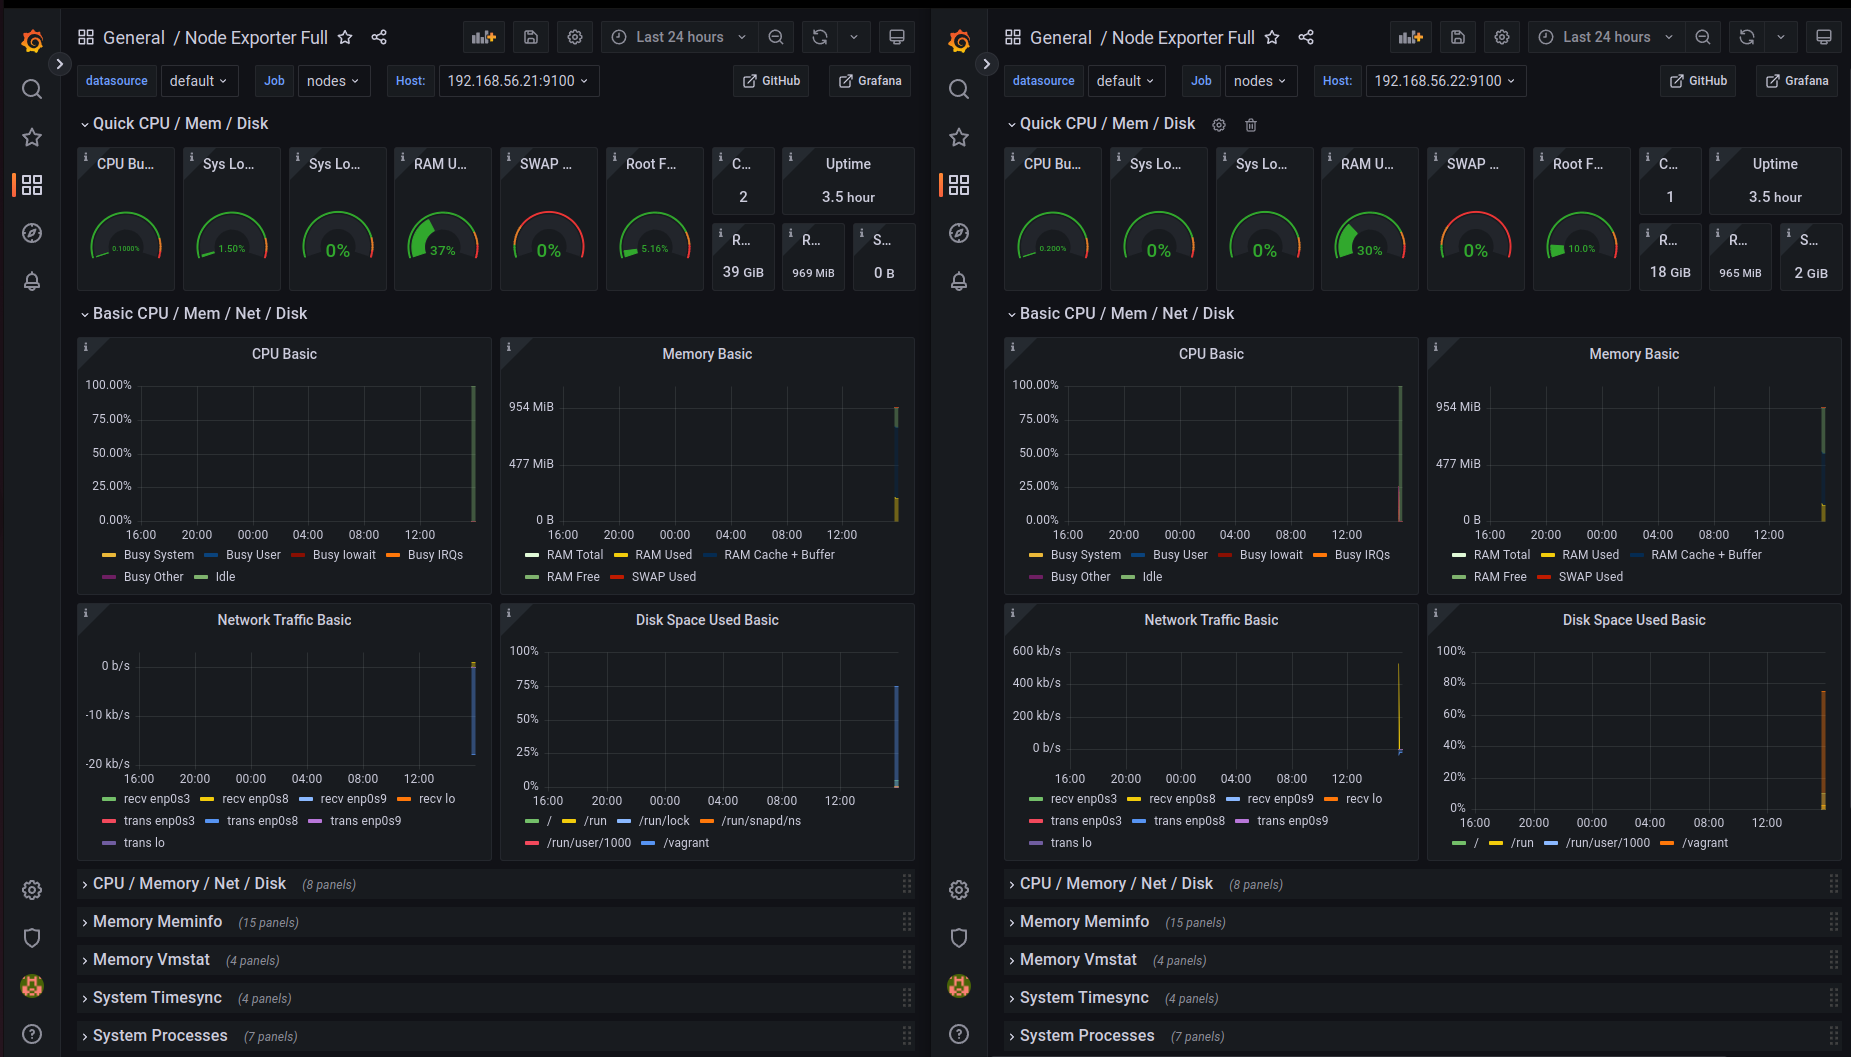 General / Node Exporter Full
Last 24 hours
datasource default Job nodes Host: 192.168.56.21:9100 GitHub Grafana
Quick CPU / Mem / Disk
CPU Bu... Sys Lo... Sys Lo... RAM U... SWAP ... Root F... C... Uptime
2 3.5 hour
0.1000% 1.50% 0% 37% 0% 5.16%
R... R... S...
39 GiB 969 MiB 0 B
Basic CPU / Mem / Net / Disk
CPU Basic
100.00%
75.00%
50.00%
25.00%
0.00%
16:00 20:00 00:00 04:00 08:00 12:00
Busy System Busy User Busy Iowait Busy IRQs
Busy Other Idle
Memory Basic
954 MiB
477 MiB
0 B
16:00 20:00 00:00 04:00 08:00 12:00
RAM Total RAM Used RAM Cache + Buffer
RAM Free SWAP Used
Network Traffic Basic
0 b/s
-10 kb/s
-20 kb/s
16:00 20:00 00:00 04:00 08:00 12:00
recv enp0s3 recv enp0s8 recv enp0s9 recv lo
trans enp0s3 trans enp0s8 trans enp0s9
trans lo
Disk Space Used Basic
100%
75%
50%
25%
0%
16:00 20:00 00:00 04:00 08:00 12:00
/ /run /run/lock /run/snapd/ns
/run/user/1000 /vagrant
CPU / Memory / Net / Disk (8 panels)
Memory Meminfo (15 panels)
Memory Vmstat (4 panels)
System Timesync (4 panels)
System Processes (7 panels)
General / Node Exporter Full
Last 24 hours
datasource default Job nodes Host: 192.168.56.22:9100 GitHub Grafana
Quick CPU / Mem / Disk
CPU Bu... Sys Lo... Sys Lo... RAM U... SWAP ... Root F... C... Uptime
1 3.5 hour
0.200% 0% 0% 30% 0% 10.0%
R... R... S...
18 GiB 965 MiB 2 GiB
Basic CPU / Mem / Net / Disk
CPU Basic
100.00%
75.00%
50.00%
25.00%
0.00%
16:00 20:00 00:00 04:00 08:00 12:00
Busy System Busy User Busy Iowait Busy IRQs
Busy Other Idle
Memory Basic
954 MiB
477 MiB
0 B
16:00 20:00 00:00 04:00 08:00 12:00
RAM Total RAM Used RAM Cache + Buffer
RAM Free SWAP Used
Network Traffic Basic
600 kb/s
400 kb/s
200 kb/s
0 b/s
16:00 20:00 00:00 04:00 08:00 12:00
recv enp0s3 recv enp0s8 recv enp0s9 recv lo
trans enp0s3 trans enp0s8 trans enp0s9
trans lo
Disk Space Used Basic
100%
80%
60%
40%
20%
0%
16:00 20:00 00:00 04:00 08:00 12:00
/ /run /run/user/1000 /vagrant
CPU / Memory / Net / Disk (8 panels)
Memory Meminfo (15 panels)
Memory Vmstat (4 panels)
System Timesync (4 panels)
System Processes (7 panels)